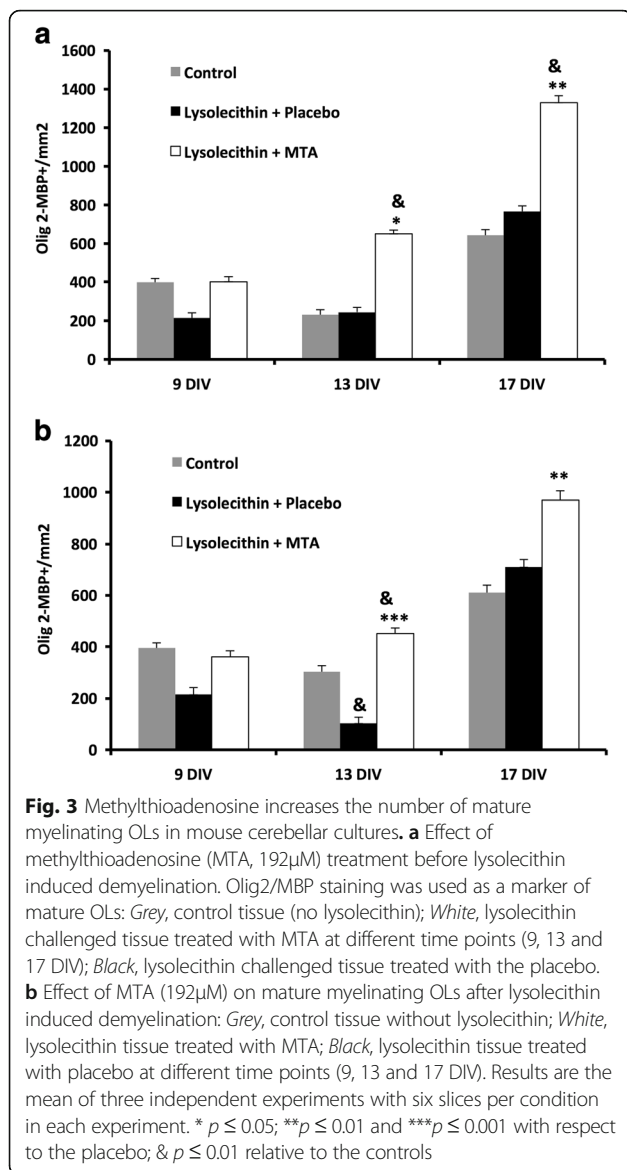 a
1600
1400
1200
1000
800
600
400
200
0
Olig 2-MBP+/mm2
Control
Lysolecithin + Placebo
Lysolecithin + MTA
&
*
&
**
9 DIV 13 DIV 17 DIV
b
1200
1000
800
600
400
200
0
Olig 2-MBP+/mm2
Control
Lysolecithin + Placebo
Lysolecithin + MTA
&
&
***
**
9 DIV 13 DIV 17 DIV
Fig. 3 Methylthioadenosine increases the number of mature
myelinating OLs in mouse cerebellar cultures. a Effect of
methylthioadenosine (MTA, 192μM) treatment before lysolecithin
induced demyelination. Olig2/MBP staining was used as a marker of
mature OLs: Grey, control tissue (no lysolecithin); White, lysolecithin
challenged tissue treated with MTA at different time points (9, 13 and
17 DIV); Black, lysolecithin challenged tissue treated with the placebo.
b Effect of MTA (192μM) on mature myelinating OLs after lysolecithin
induced demyelination: Grey, control tissue without lysolecithin; White,
lysolecithin tissue treated with MTA; Black, lysolecithin tissue treated
with placebo at different time points (9, 13 and 17 DIV). Results are the
mean of three independent experiments with six slices per condition
in each experiment. * p ≤ 0.05; **p ≤ 0.01 and ***p ≤ 0.001 with respect
to the placebo; & p ≤ 0.01 relative to the controls